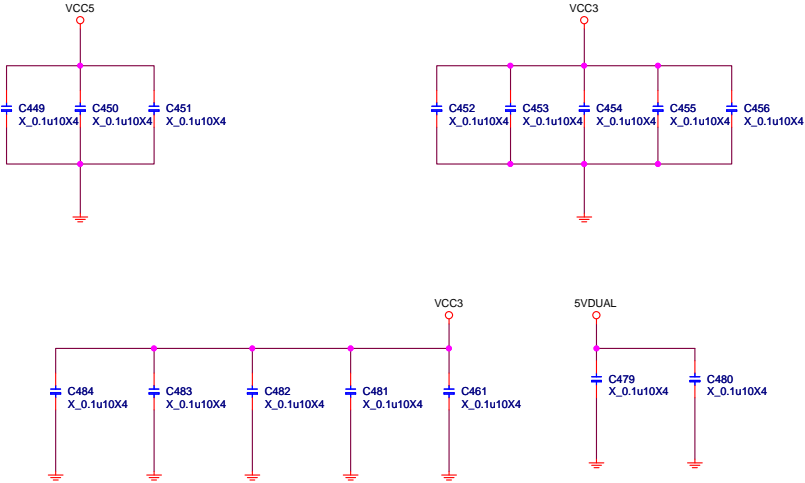 VCC5
VCC3
C449
X_0.1u10X4
C450
X_0.1u10X4
C451
X_0.1u10X4
C452
X_0.1u10X4
C453
X_0.1u10X4
C454
X_0.1u10X4
C455
X_0.1u10X4
C456
X_0.1u10X4
VCC3
5VDUAL
C484
X_0.1u10X4
C483
X_0.1u10X4
C482
X_0.1u10X4
C481
X_0.1u10X4
C461
X_0.1u10X4
C479
X_0.1u10X4
C480
X_0.1u10X4